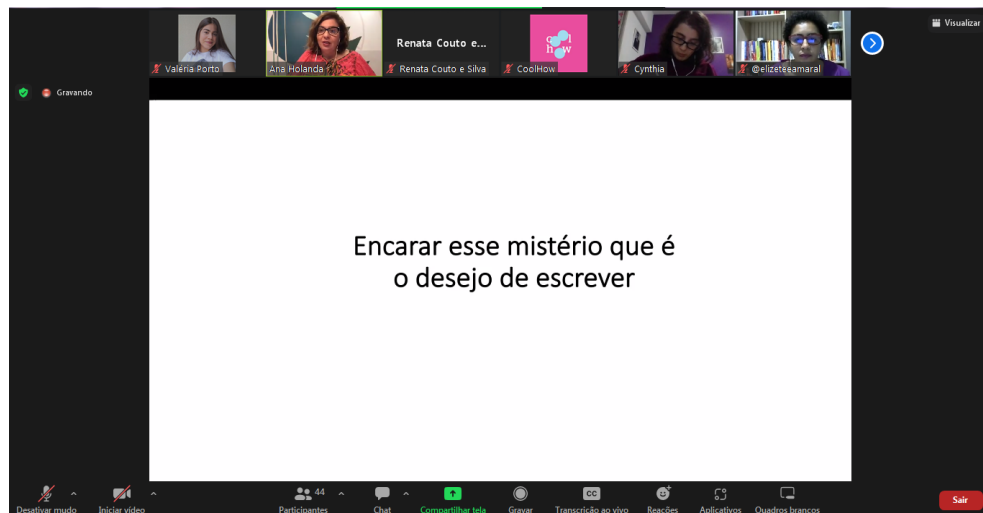 Visualizar
Renata Couto e...
c l
h w
Valéria Porto
Ana Holanda
Renata Couto e Silva
CoolHow
Cynthia
@elizeteeamaral
Gravando
Encarar esse mistério que é
o desejo de escrever
44
CC
Desativar mudo
Iniciar vídeo
Participantes
Chat
Compartilhar tela
Gravar
Transcrição ao vivo
Reações
Aplicativos
Quadros brancos
Sair